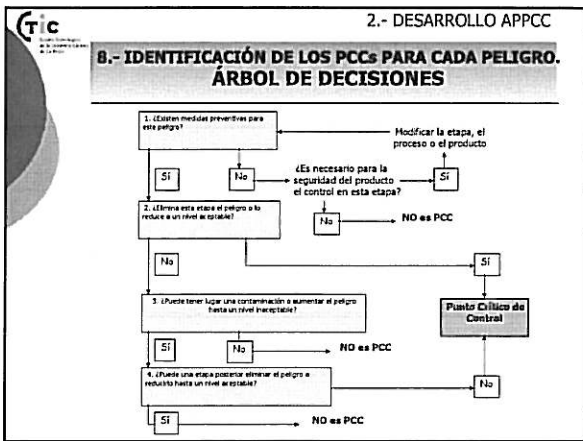 CTiC
2.- DESARROLLO APPCC
8.- IDENTIFICACIÓN DE LOS PCCs PARA CADA PELIGRO.
ÁRBOL DE DECISIONES
1. ¿Existen medidas preventivas para
este peligro?
Modificar la etapa, el
proceso o el producto
Sí
No
¿Es necesario para la
seguridad del producto
el control en esta etapa?
Sí
2. ¿Elimina esta etapa el peligro o lo
reduce a un nivel aceptable?
No
NO es PCC
No
Sí
3. ¿Puede tener lugar una contaminación o aumentar el peligro
hasta un nivel inaceptable?
Punto Crítico de
Control
Sí
No
NO es PCC
4. ¿Puede una etapa posterior eliminar el peligro o
reducirlo hasta un nivel aceptable?
No
Sí
NO es PCC